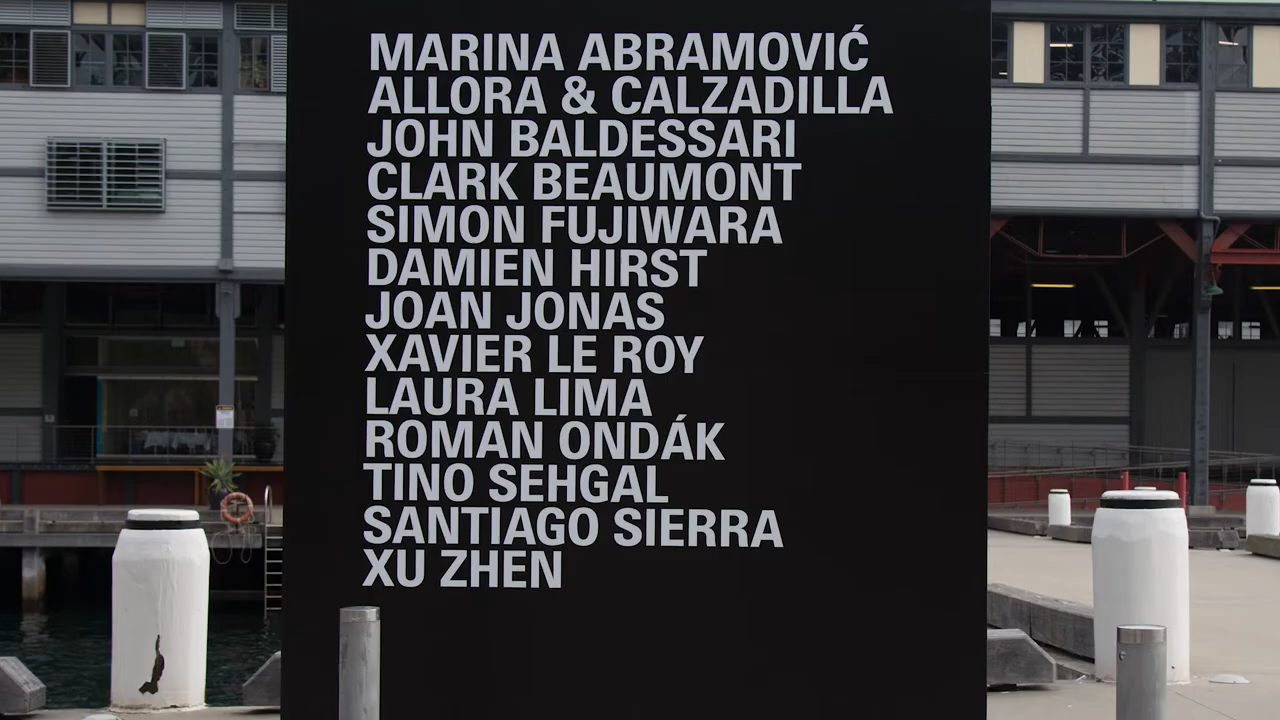 MARINA ABRAMOVIĆ
ALLORA & CALZADILLA
JOHN BALDESSARI
CLARK BEAUMONT
SIMON FUJIWARA
DAMIEN HIRST
JOAN JONAS
XAVIER LE ROY
LAURA LIMA
ROMAN ONDÁK
TINO SEHGAL
SANTIAGO SIERRA
XU ZHEN